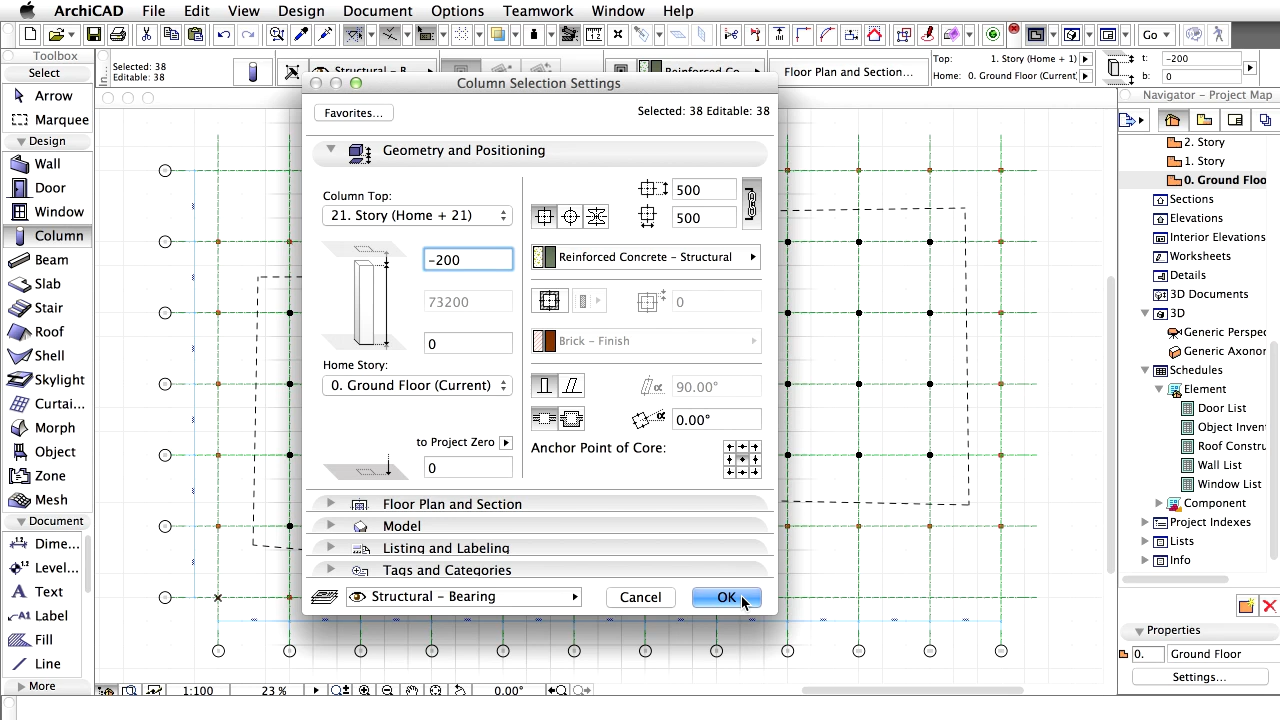 ArchiCAD File Edit View Design Document Options Teamwork Window Help
Go
Toolbox
Select
Arrow
Marquee
Design
Wall
Door
Window
Column
Beam
Slab
Stair
Roof
Shell
Skylight
Curtai...
Morph
Object
Zone
Mesh
Document
Dime...
Level...
Text
Label
Fill
Line
More
Selected: 38
Editable: 38
Floor Plan and Section...
Top: 1. Story (Home + 1)
Home: 0. Ground Floor (Current
t: -200
b: 0
Column Selection Settings
Favorites...
Selected: 38 Editable: 38
Geometry and Positioning
Column Top:
21. Story (Home + 21)
-200
73200
0
Home Story:
0. Ground Floor (Current)
to Project Zero
0
500
500
Reinforced Concrete - Structural
0
Brick - Finish
α 90.00°
α 0.00°
Anchor Point of Core:
Floor Plan and Section
Model
Listing and Labeling
Tags and Categories
Structural - Bearing
Cancel
OK
1:100
23 %
0.00°
Navigator - Project Map
2. Story
1. Story
0. Ground Floo
Sections
Elevations
Interior Elevations
Worksheets
Details
3D Documents
3D
Generic Perspec
Generic Axonor
Schedules
Element
Door List
Object Inven
Roof Constru
Wall List
Window List
Component
Project Indexes
Lists
Info
Properties
0. Ground Floor
Settings...